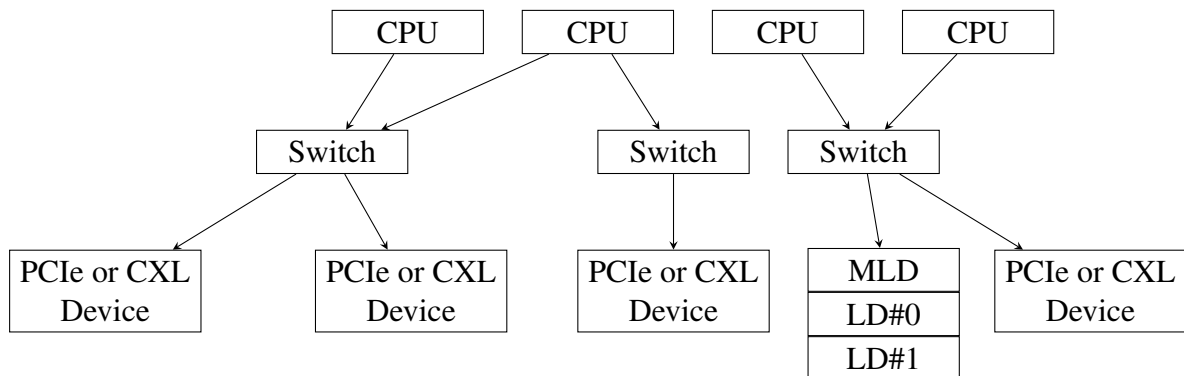 CPU
CPU
CPU
CPU
Switch
Switch
Switch
PCIe or CXL
Device
PCIe or CXL
Device
PCIe or CXL
Device
MLD
LD#0
LD#1
PCIe or CXL
Device